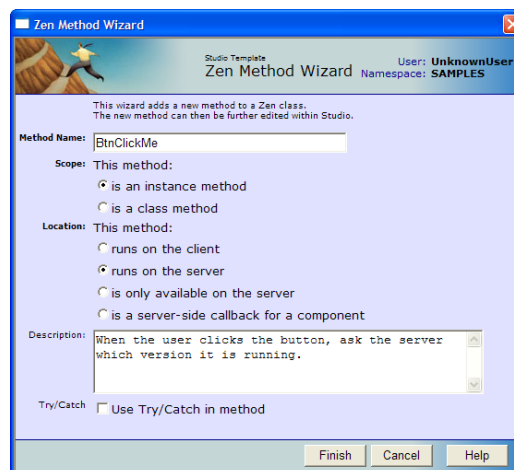 Zen Method Wizard
Studio Template
Zen Method Wizard
User: UnknownUser
Namespace: SAMPLES
This wizard adds a new method to a Zen class.
The new method can then be further edited within Studio.
Method Name: BtnClickMe
Scope: This method:
is an instance method
is a class method
Location: This method:
runs on the client
runs on the server
is only available on the server
is a server-side callback for a component
Description: When the user clicks the button, ask the server
which version it is running.
Try/Catch Use Try/Catch in method
Finish Cancel Help